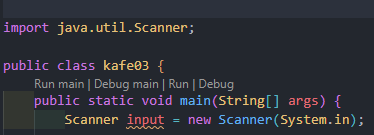 import java.util.Scanner;
public class kafe03 {
Run main | Debug main | Run | Debug
public static void main(String[] args) {
Scanner input = new Scanner(System.in);